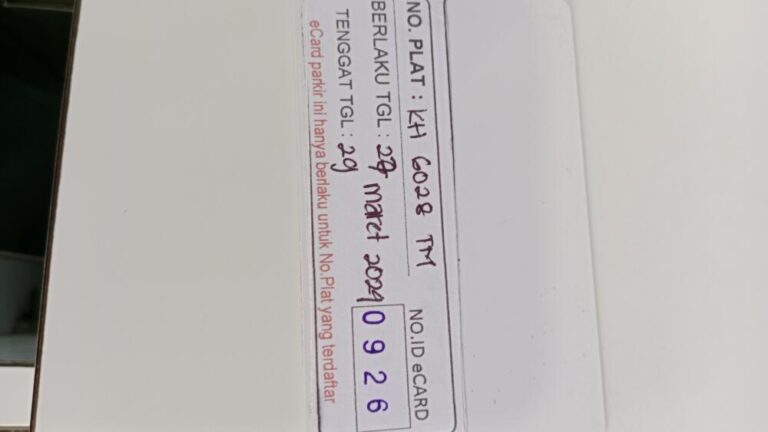 NO. PLAT : KH 6028 TM
NO.ID eCARD
BERLAKU TGL : 29 maret 2024
0926
TENGGAT TGL : 29
eCard parkir ini hanya berlaku untuk No.Plat yang terdaftar